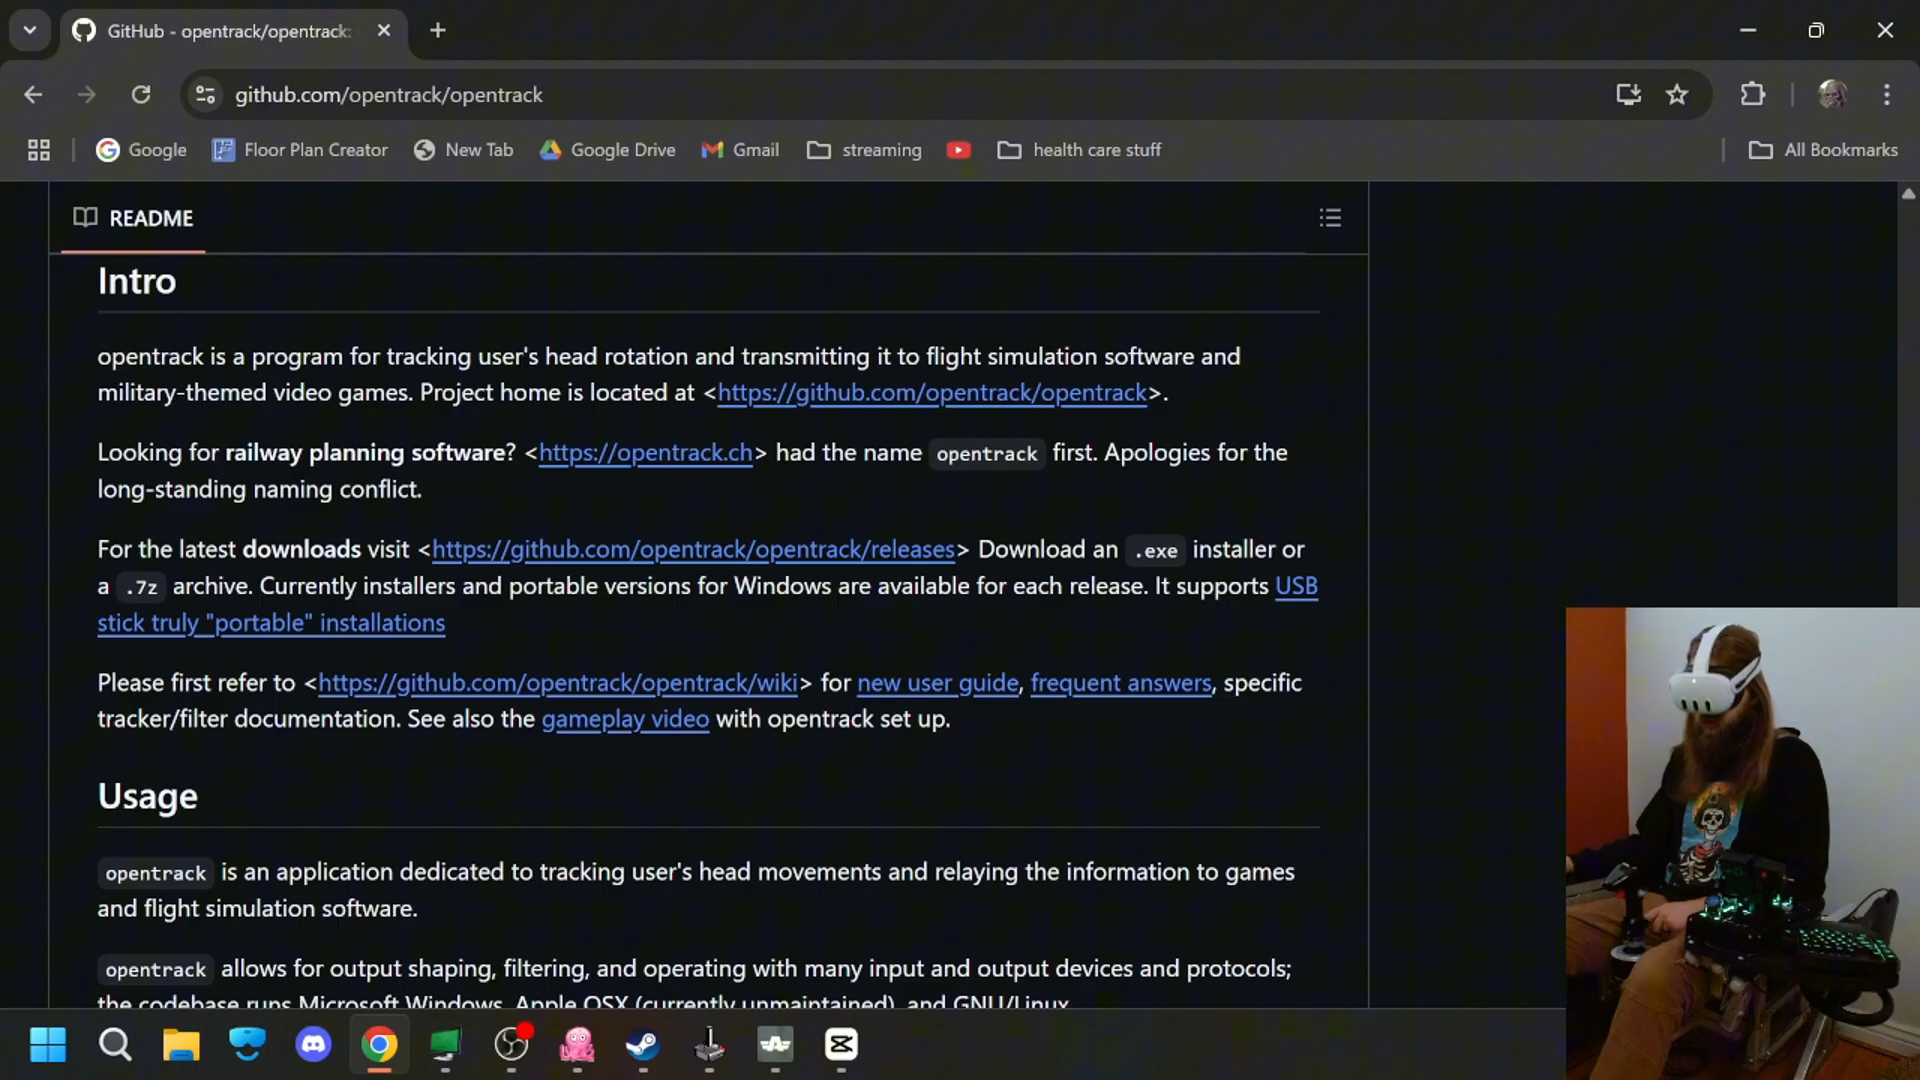 GitHub - opentrack/opentrack:
github.com/opentrack/opentrack
Google
Floor Plan Creator
New Tab
Google Drive
Gmail
streaming
health care stuff
All Bookmarks
README
Intro
opentrack is a program for tracking user's head rotation and transmitting it to flight simulation software and
military-themed video games. Project home is located at <https://github.com/opentrack/opentrack>.
Looking for railway planning software? <https://opentrack.ch> had the name opentrack first. Apologies for the
long-standing naming conflict.
For the latest downloads visit <https://github.com/opentrack/opentrack/releases> Download an .exe installer or
a .7z archive. Currently installers and portable versions for Windows are available for each release. It supports USB
stick truly "portable" installations
Please first refer to <https://github.com/opentrack/opentrack/wiki> for new user guide, frequent answers, specific
tracker/filter documentation. See also the gameplay video with opentrack set up.
Usage
opentrack is an application dedicated to tracking user's head movements and relaying the information to games
and flight simulation software.
opentrack allows for output shaping, filtering, and operating with many input and output devices and protocols;
the codebase runs Microsoft Windows, Apple OSX (currently unmaintained), and GNU/Linux.